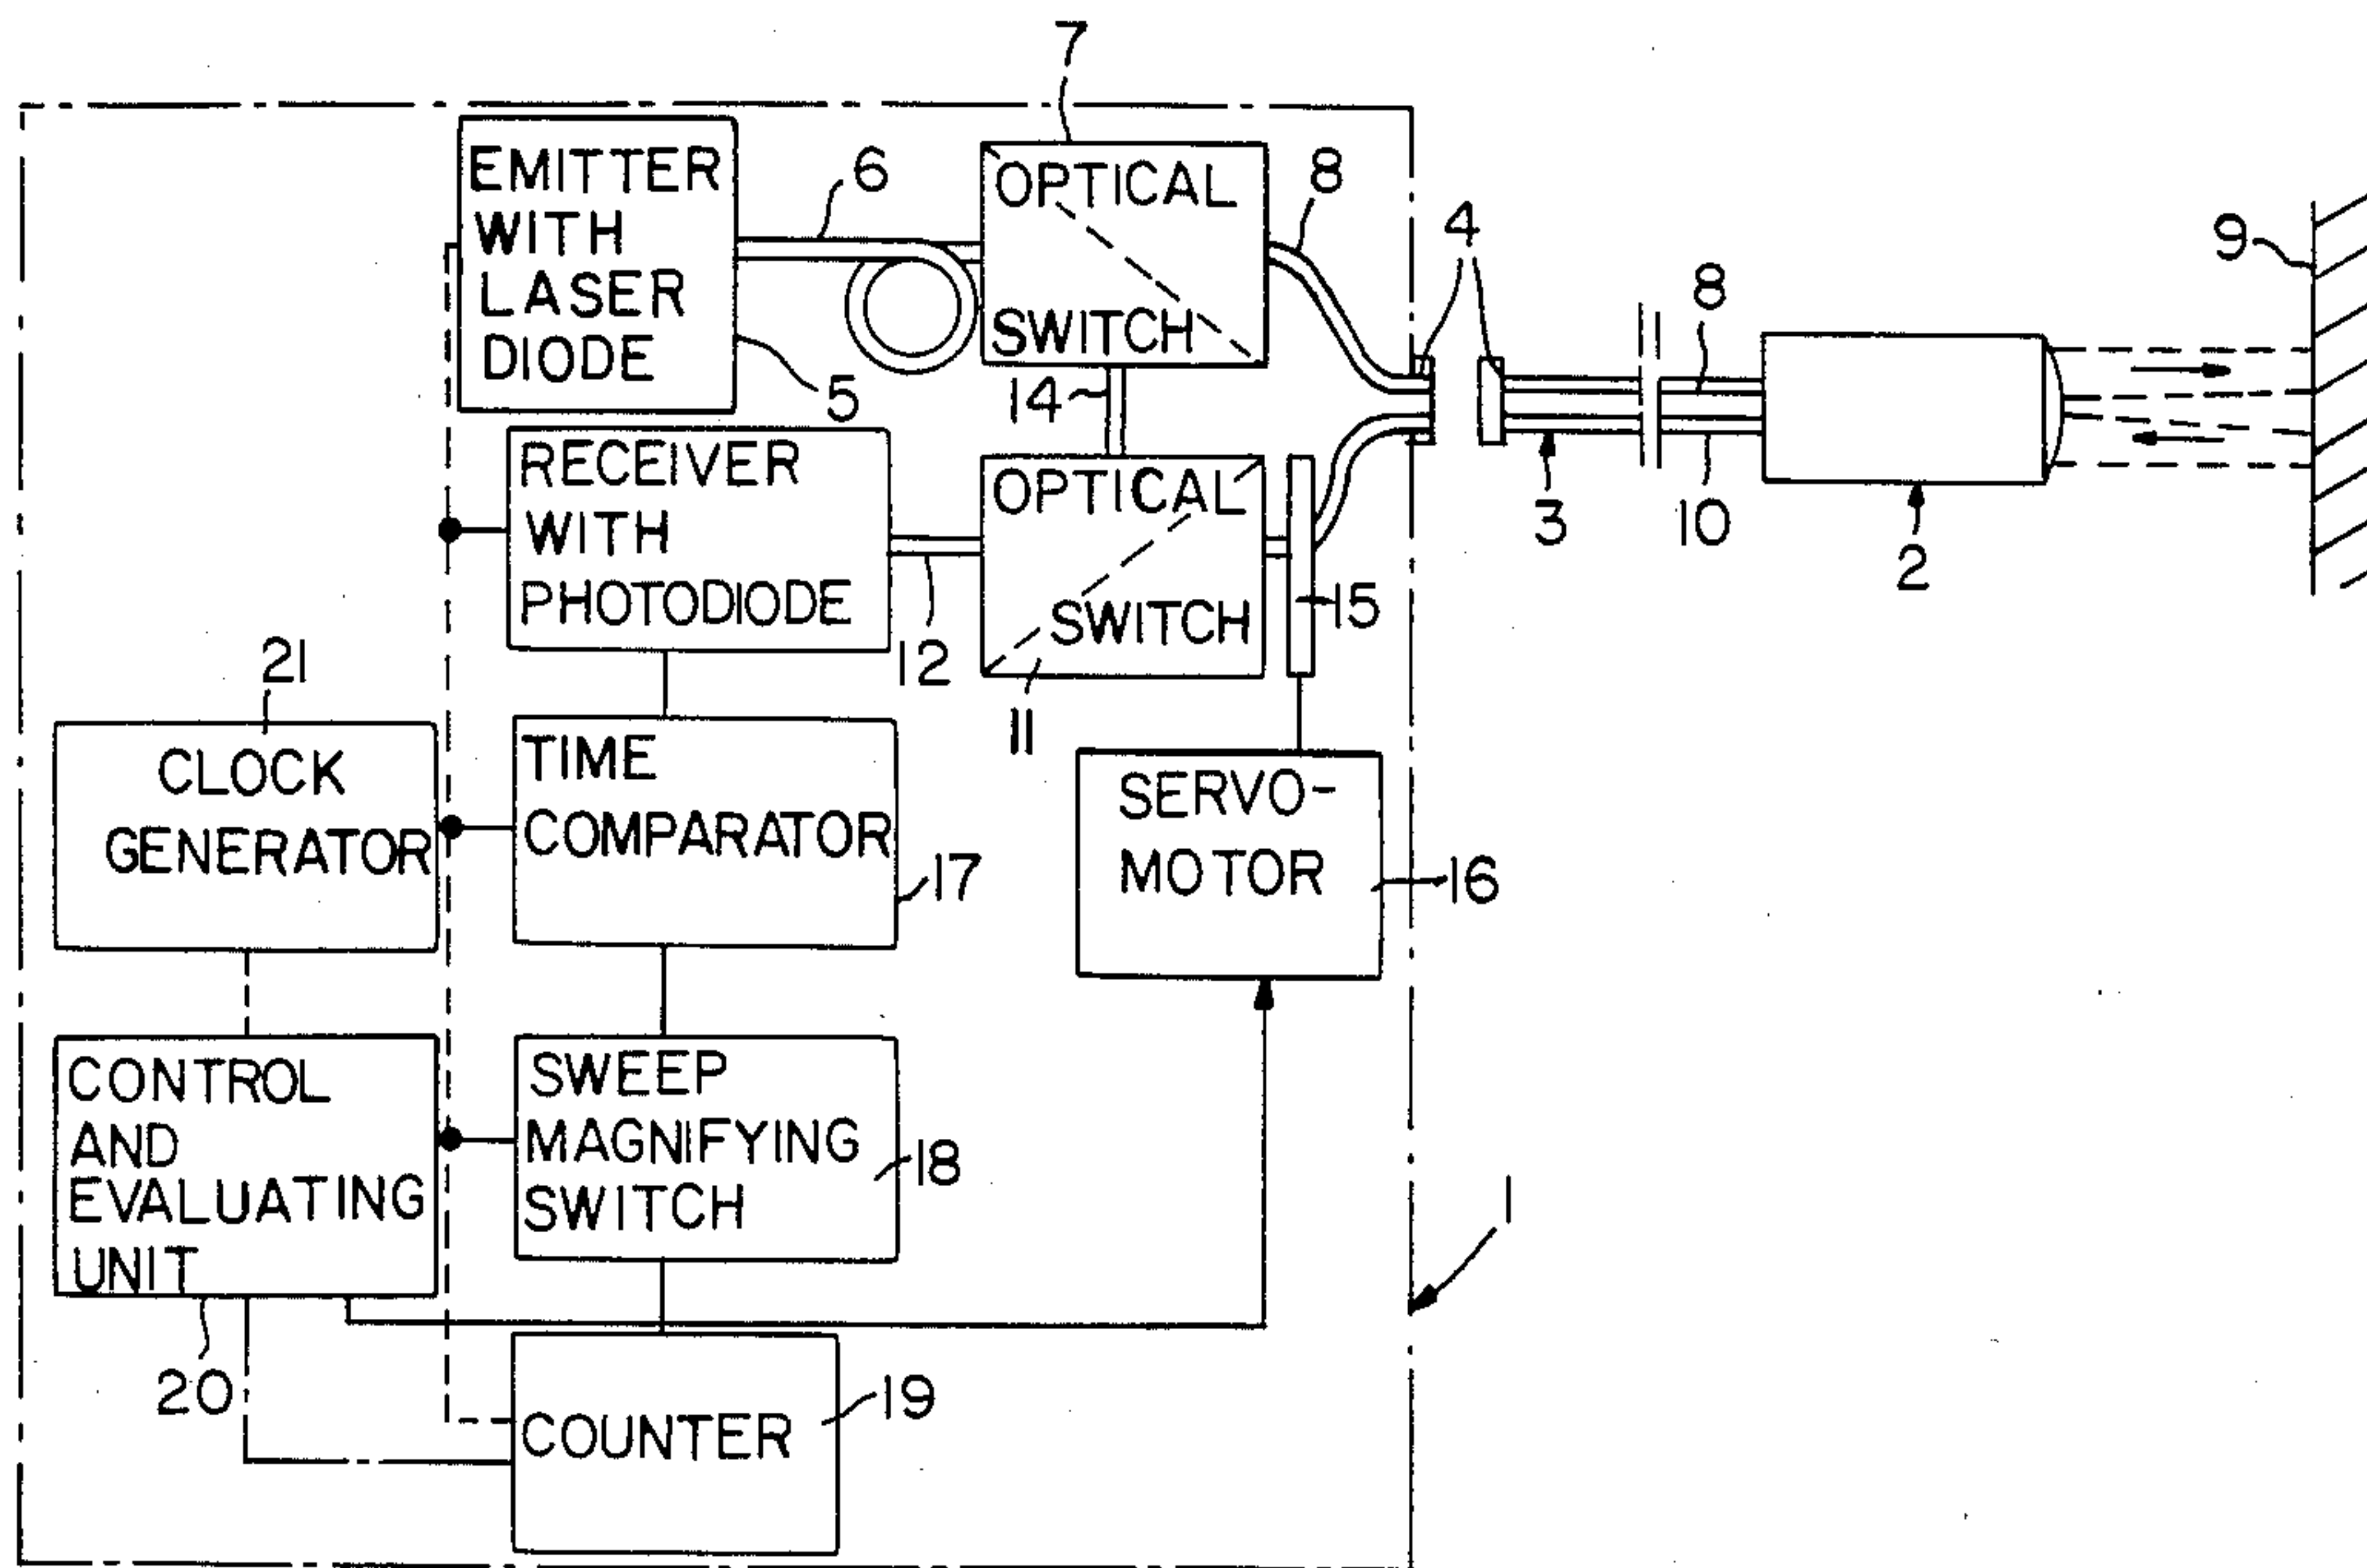 7
EMITTER
WITH
LASER
DIODE
6
OPTICAL
SWITCH
8
4
9
8
5
14
RECEIVER
WITH
PHOTODIODE
OPTICAL
SWITCH
3
10
2
15
12
11
21
CLOCK
GENERATOR
TIME
COMPARATOR
17
SERVO-
MOTOR
16
CONTROL
AND
EVALUATING
UNIT
SWEEP
MAGNIFYING
SWITCH
18
1
20
COUNTER
19